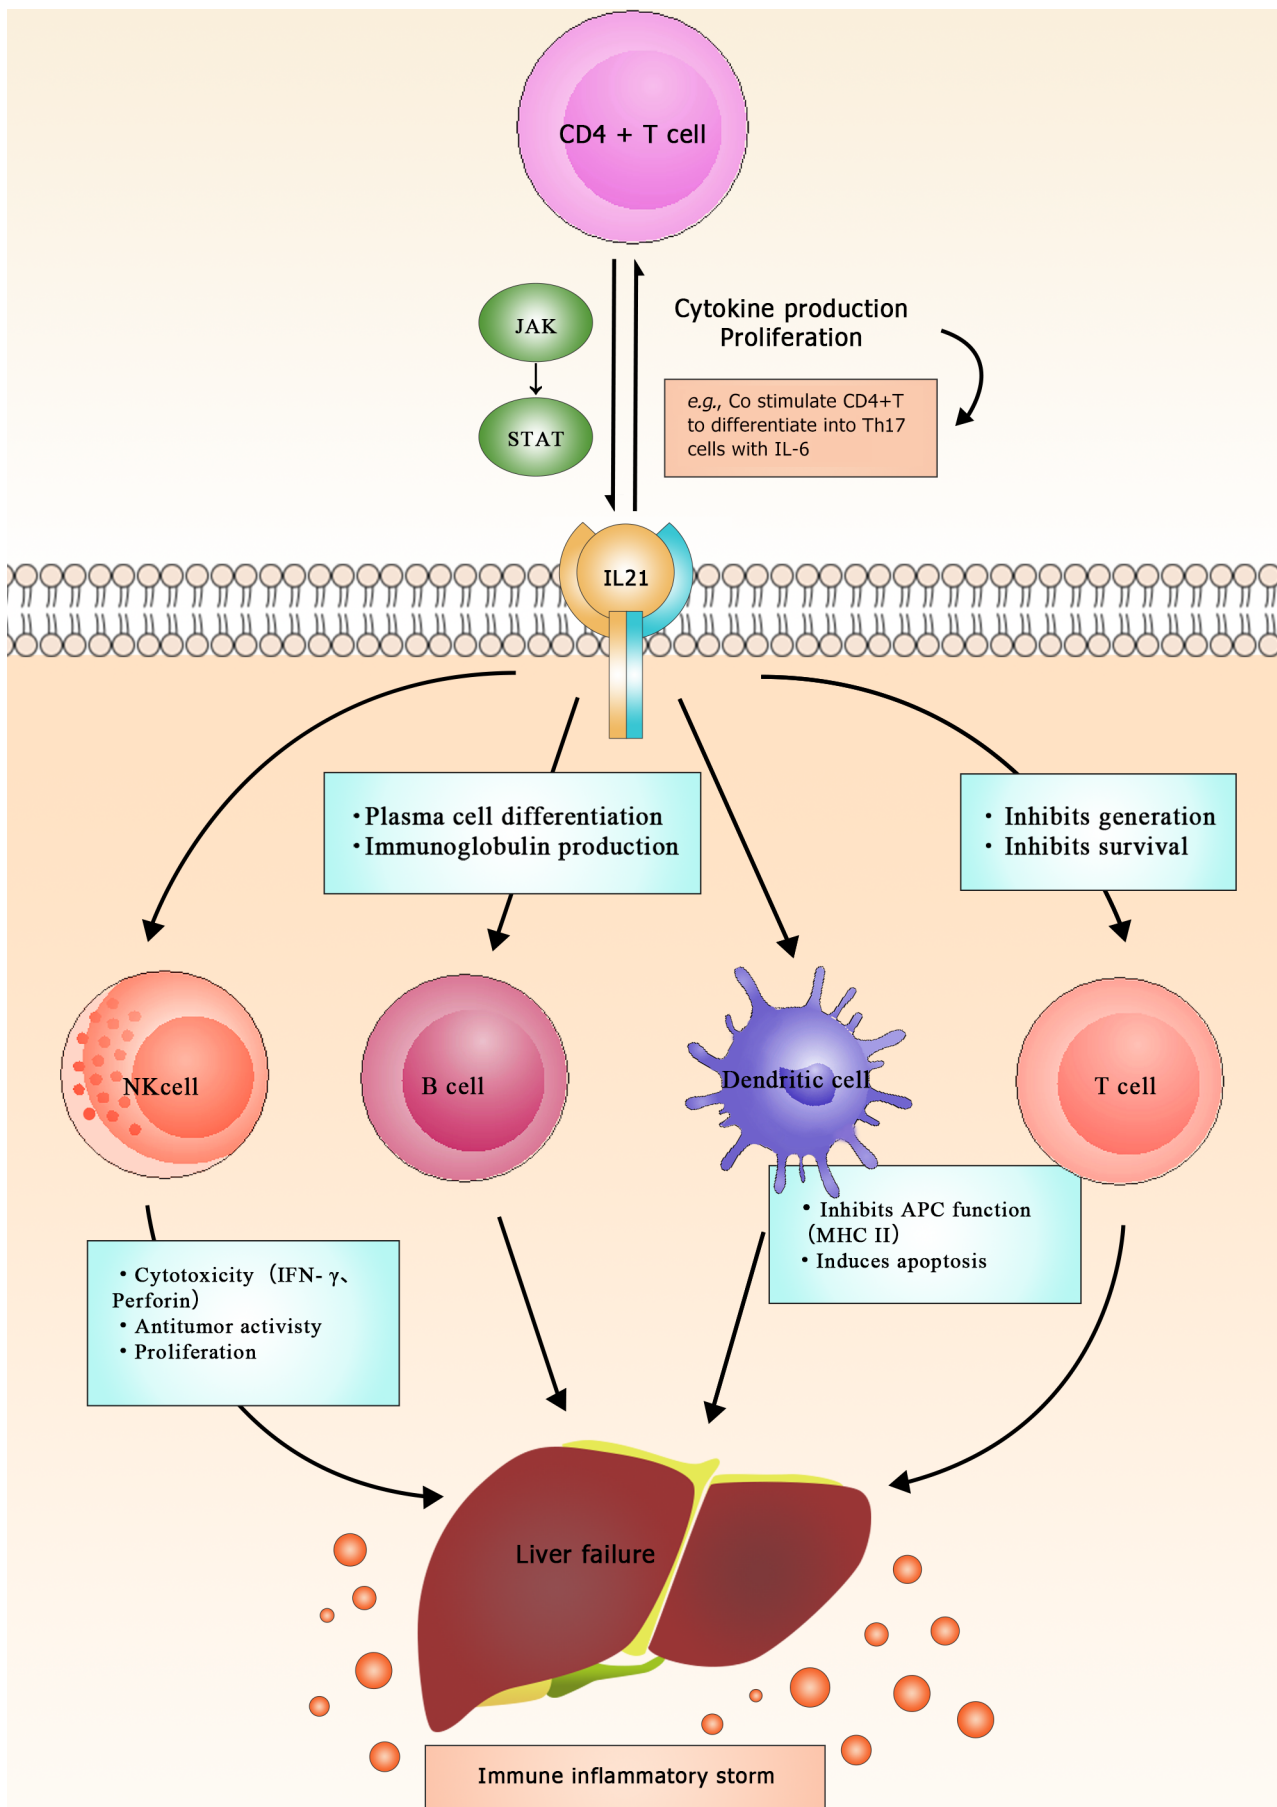 CD4 + T cell
JAK
STAT
Cytokine production
Proliferation
e.g., Co stimulate CD4+T
to differentiate into Th17
cells with IL-6
IL21
・Plasma cell differentiation
・Immunoglobulin production
・ Inhibits generation
・ Inhibits survival
NKcell
B cell
Dendritic cell
T cell
・ Inhibits APC function
（MHC II）
・Induces apoptosis
・Cytotoxicity（IFN- γ、
Perforin）
・Antitumor activisty
・Proliferation
Liver failure
Immune inflammatory storm